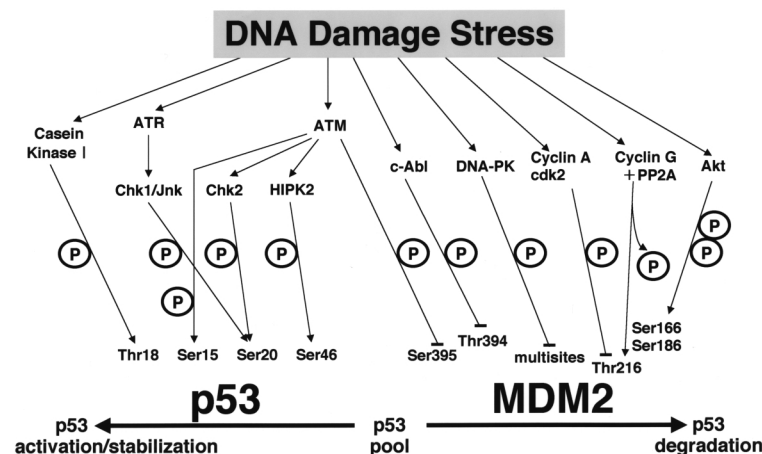 DNA Damage Stress
Casein
Kinase I
ATR
ATM
c-Abl
DNA-PK
Cyclin A
cdk2
Cyclin G
+PP2A
Akt
Chk1/Jnk
Chk2
HIPK2
P
P
P
P
P
P
P
P
P
P
P
P
Thr18
Ser15
Ser20
Ser46
Ser395
Thr394
multisites
Thr216
Ser166
Ser186
p53
MDM2
p53
activation/stabilization
p53
pool
p53
degradation